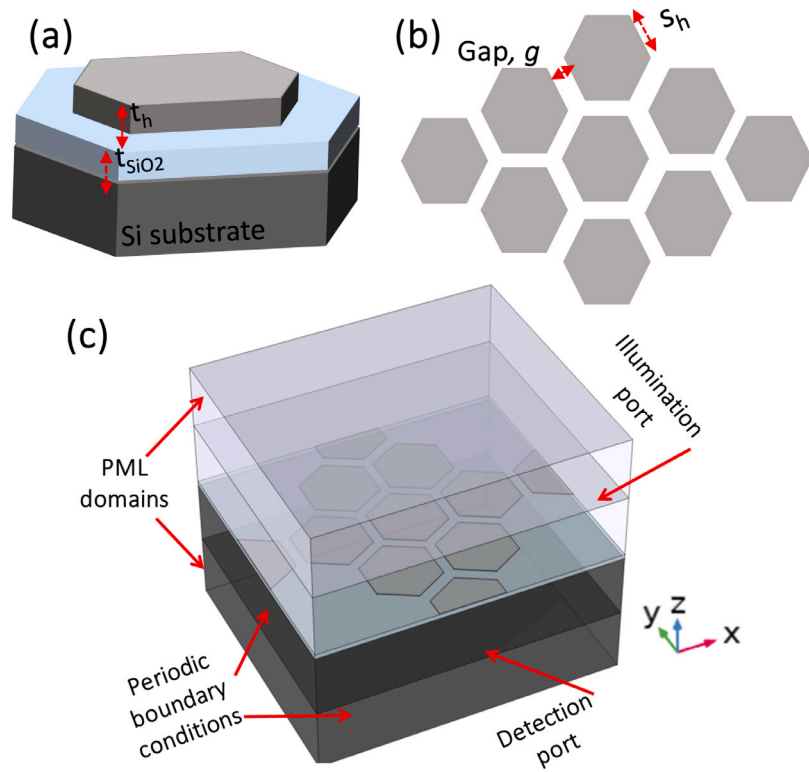 (a)
t_h
t_SiO2
Si substrate
(b)
s_h
Gap, g
(c)
Illumination
port
PML
domains
Periodic
boundary
conditions
Detection
port
y
z
x